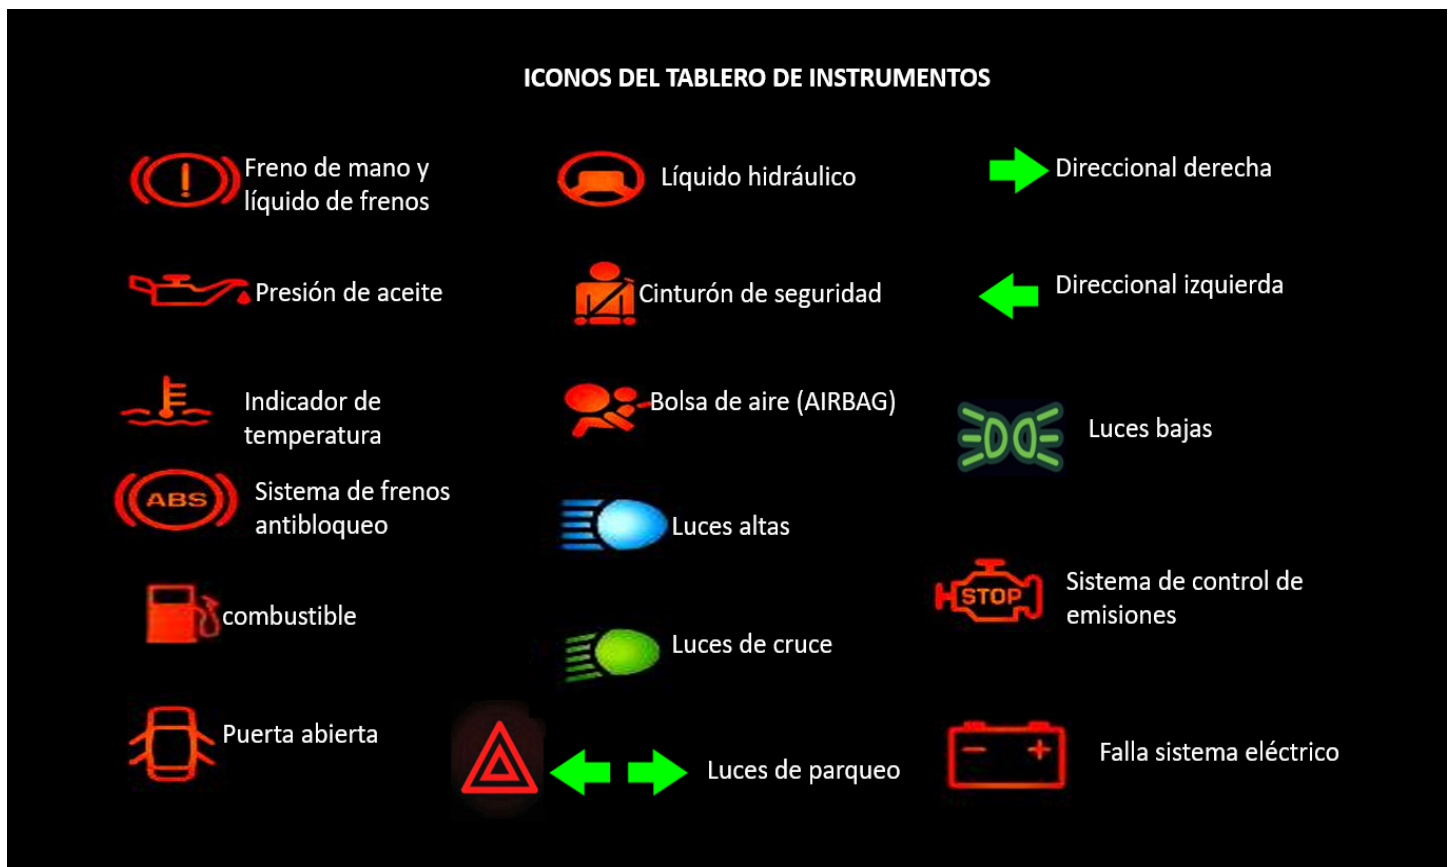 ICONOS DEL TABLERO DE INSTRUMENTOS
Freno de mano y
líquido de frenos
Presión de aceite
Indicador de
temperatura
ABS
Sistema de frenos
antibloqueo
combustible
Puerta abierta
Líquido hidráulico
Cinturón de seguridad
Bolsa de aire (AIRBAG)
Luces altas
Luces de cruce
Luces de parqueo
Direccional derecha
Direccional izquierda
Luces bajas
STOP
Sistema de control de
emisiones
Falla sistema eléctrico